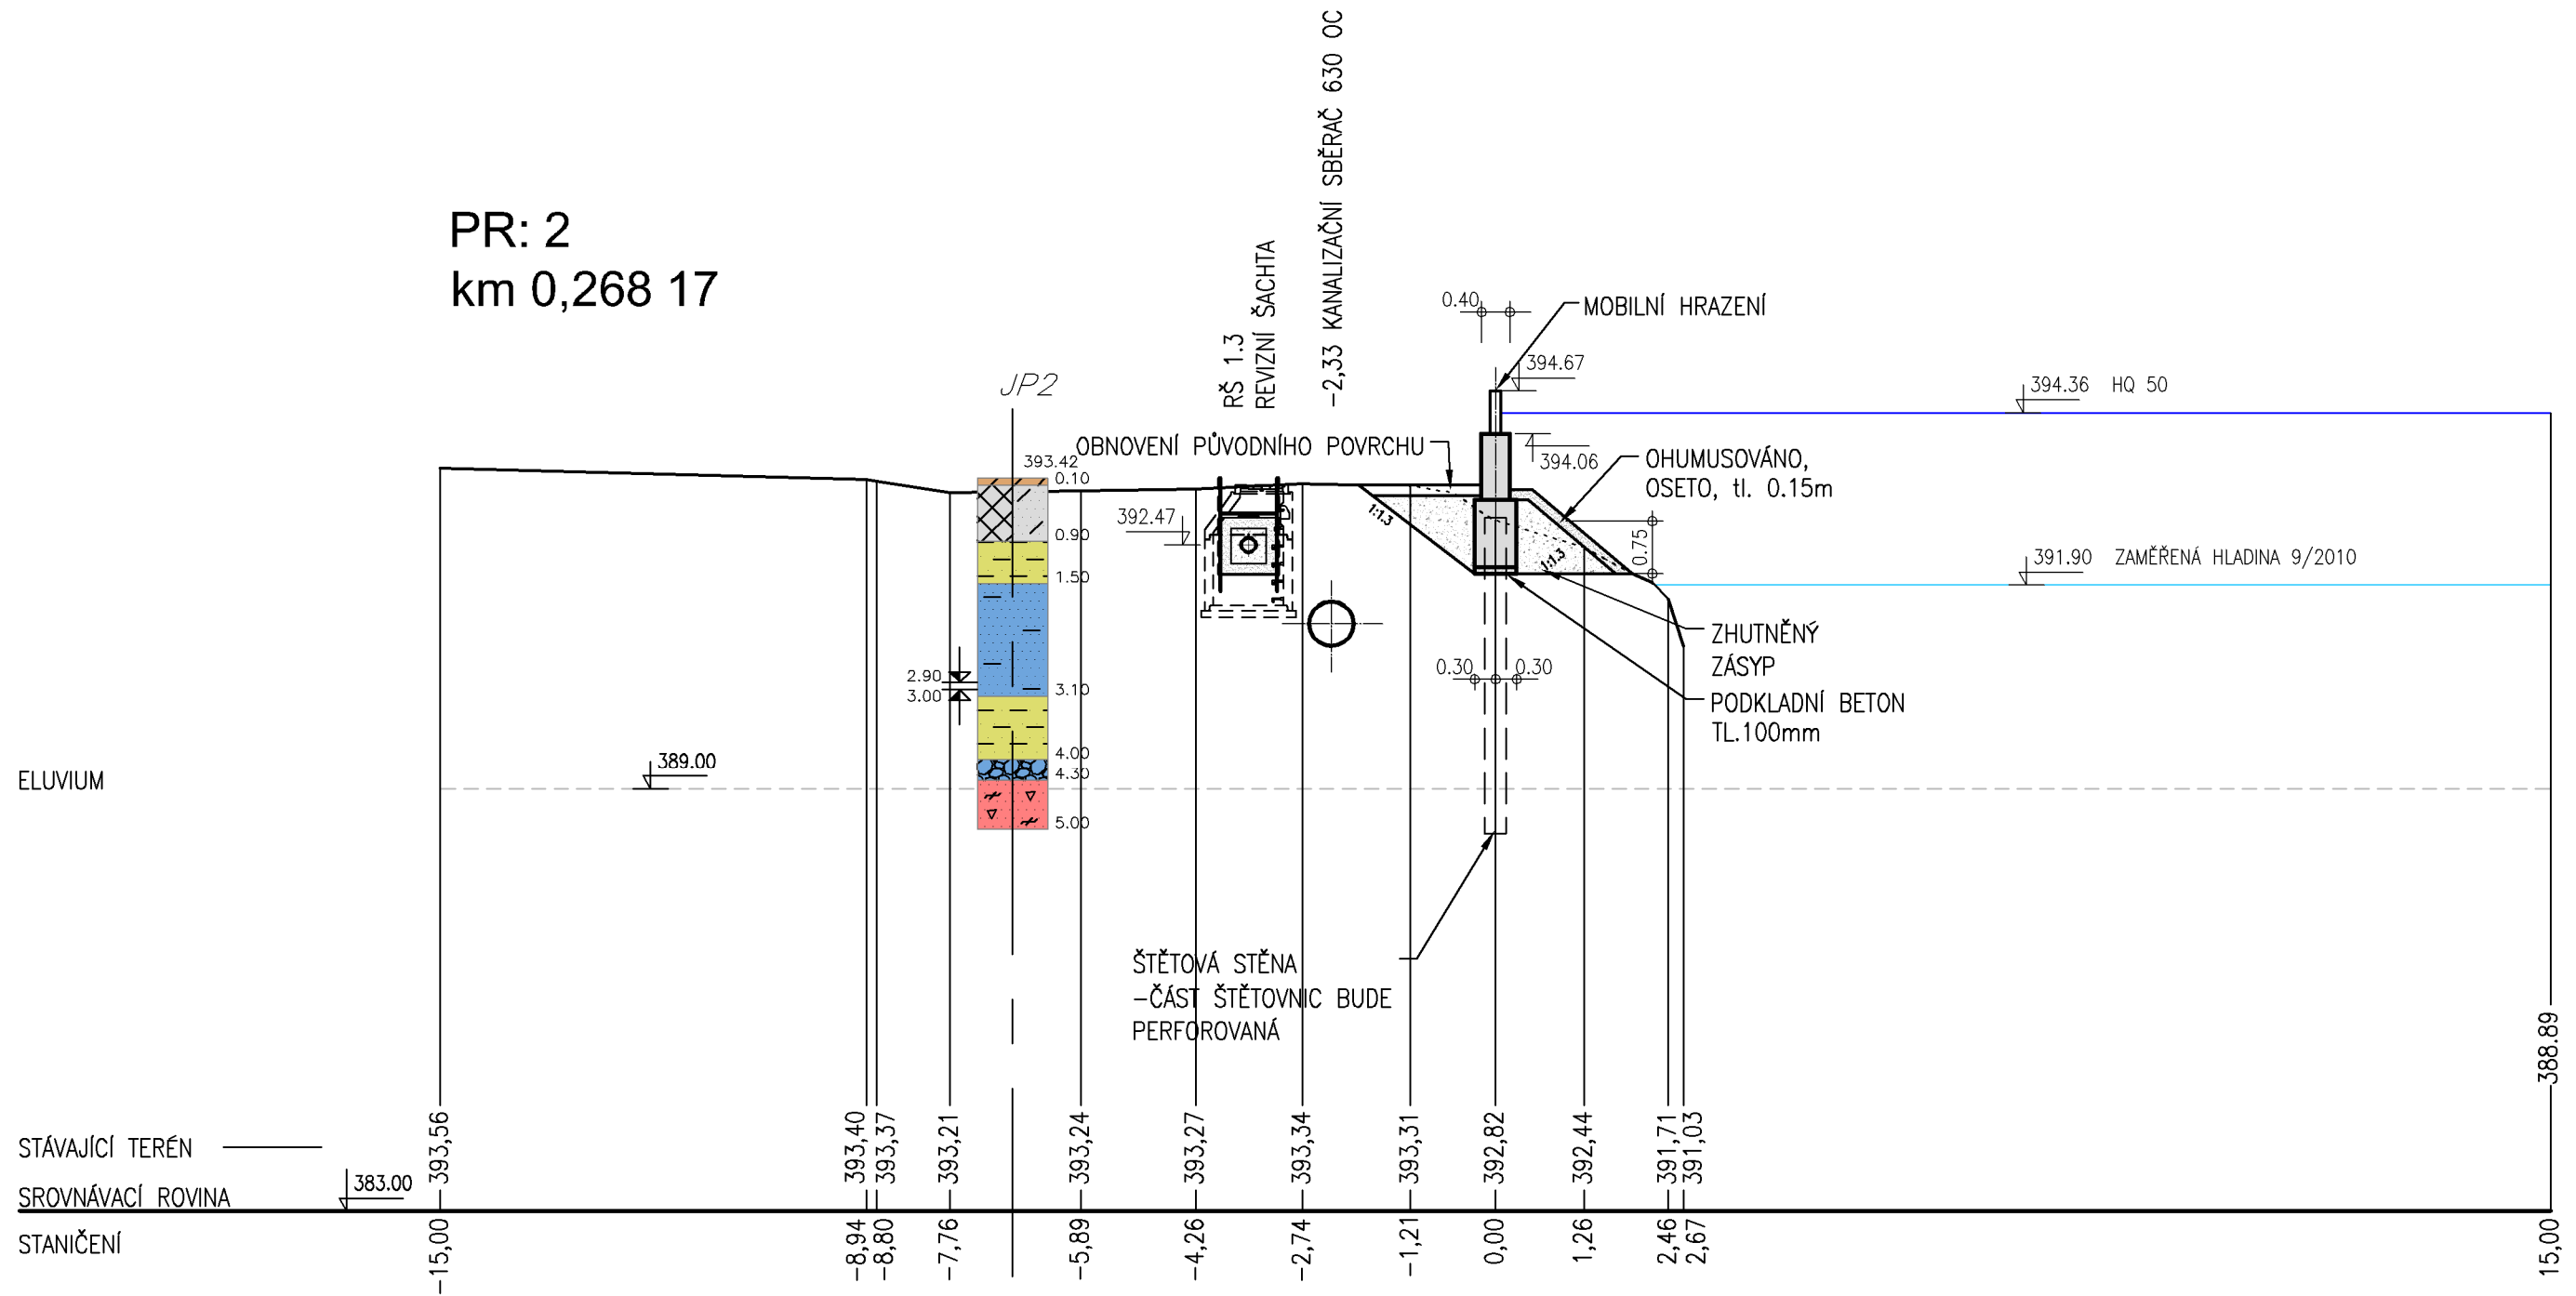 -2,33 KANALIZAČNÍ SBĚRAČ 630 OC
PR: 2
km 0,268 17
RŠ 1.3
REVIZNÍ ŠACHTA
0.40
MOBILNÍ HRAZENÍ
394.67
JP2
394.36 HQ 50
OBNOVENÍ PŮVODNÍHO POVRCHU
394.06
393.42
0.10
0.90
1.50
3.10
4.00
4.30
5.00
2.90
3.00
392.47
1:1.3
1:1.3
OHUMUSOVÁNO,
OSETO, tl. 0.15m
0.75
391.90 ZAMĚŘENÁ HLADINA 9/2010
ZHUTNĚNÝ
ZÁSYP
0.30
0.30
PODKLADNÍ BETON
TL.100mm
389.00
ELUVIUM
ŠTĚTOVÁ STĚNA
-ČÁST ŠTĚTOVNIC BUDE
PERFOROVANÁ
STÁVAJÍCÍ TERÉN
393,56
393,40
393,37
393,21
393,24
393,27
393,34
393,31
392,82
392,44
391,71
391,03
388.89
383.00
SROVNÁVACÍ ROVINA
STANIČENÍ
-15,00
-8,94
-8,80
-7,76
-5,89
-4,26
-2,74
-1,21
0,00
1,26
2,46
2,67
15,00